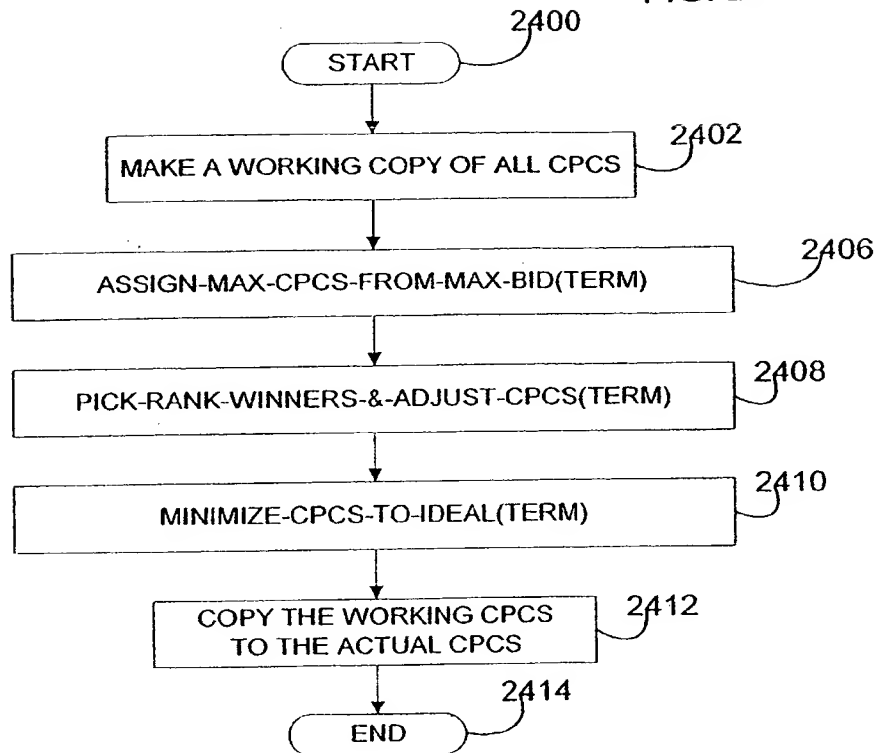 2400
START
2402
MAKE A WORKING COPY OF ALL CPCS
2406
ASSIGN-MAX-CPCS-FROM-MAX-BID(TERM)
2408
PICK-RANK-WINNERS-&-ADJUST-CPCS(TERM)
2410
MINIMIZE-CPCS-TO-IDEAL(TERM)
2412
COPY THE WORKING CPCS
TO THE ACTUAL CPCS
2414
END